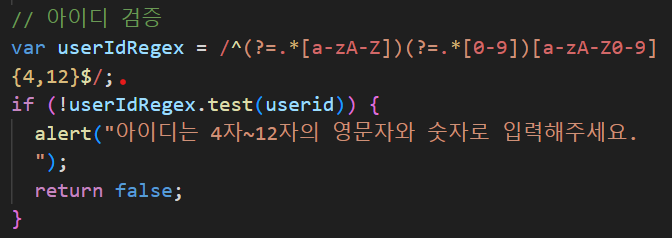 // 아이디 검증
var userIdRegex = /^(?=.*[a-zA-Z])(?=.*[0-9])[a-zA-Z0-9]
{4,12}$/;
if (!userIdRegex.test(userid)) {
  alert("아이디는 4자~12자의 영문자와 숫자로 입력해주세요.
  ");
  return false;
}